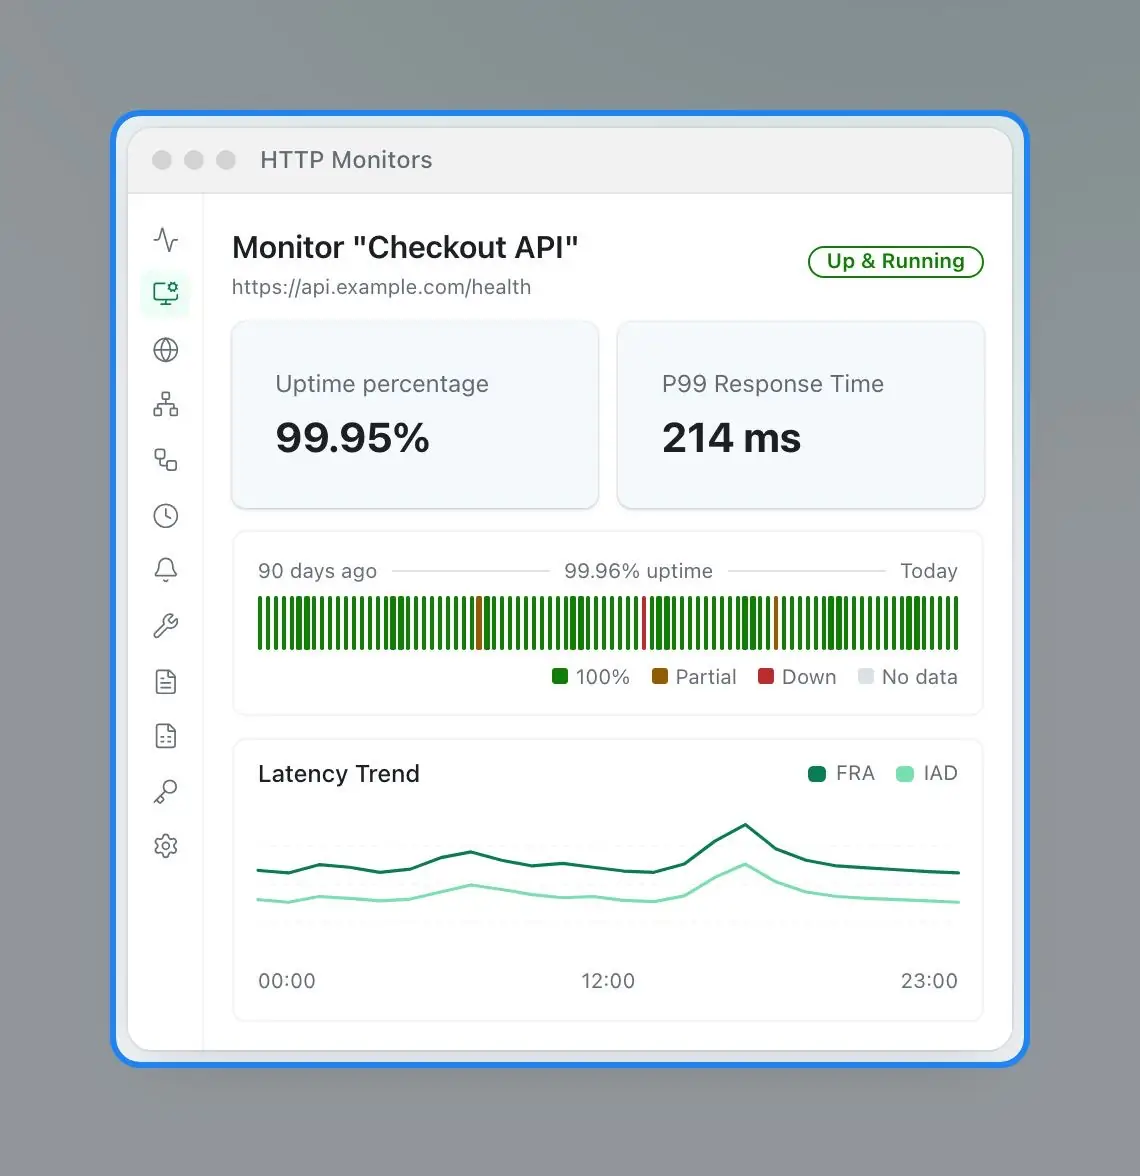 HTTP Monitors
Monitor "Checkout API"
https://api.example.com/health
Up & Running
Uptime percentage
99.95%
P99 Response Time
214 ms
90 days ago
99.96% uptime
Today
100%
Partial
Down
No data
Latency Trend
FRA
IAD
00:00
12:00
23:00